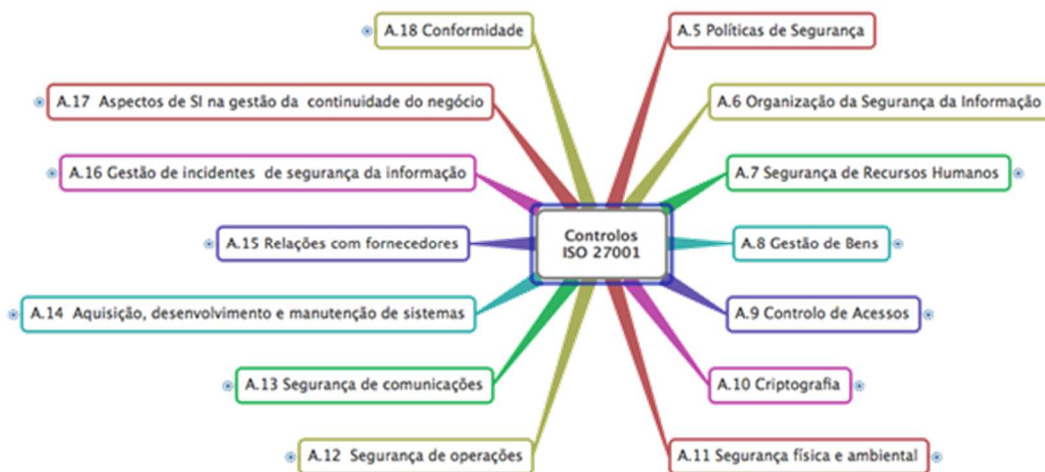 Controlos
ISO 27001
A.5 Políticas de Segurança
A.6 Organização da Segurança da Informação
A.7 Segurança de Recursos Humanos
A.8 Gestão de Bens
A.9 Controlo de Acessos
A.10 Criptografia
A.11 Segurança física e ambiental
A.12 Segurança de operações
A.13 Segurança de comunicações
A.14 Aquisição, desenvolvimento e manutenção de sistemas
A.15 Relações com fornecedores
A.16 Gestão de incidentes de segurança da informação
A.17 Aspectos de SI na gestão da continuidade do negócio
A.18 Conformidade